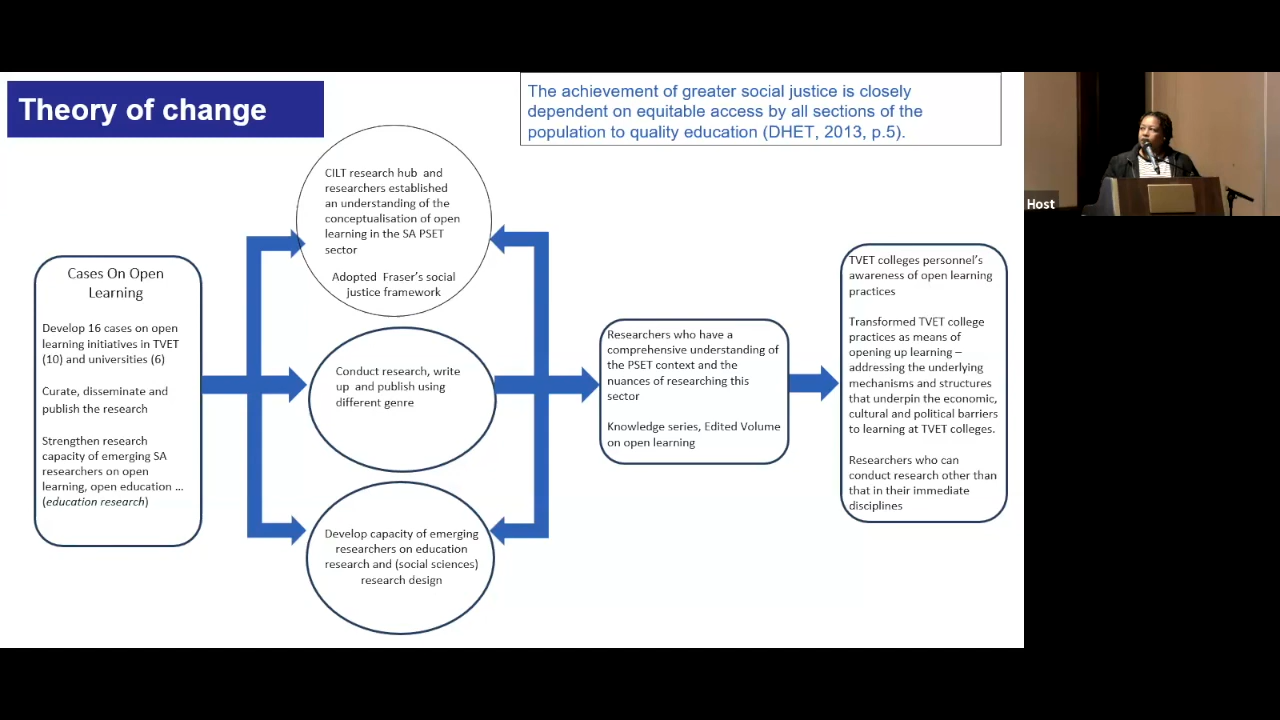 Theory of change
The achievement of greater social justice is closely
dependent on equitable access by all sections of the
population to quality education (DHET, 2013, p.5).
Host
Cases On Open
Learning
Develop 16 cases on open
learning initiatives in TVET
(10) and universities (6)
Curate, disseminate and
publish the research
Strengthen research
capacity of emerging SA
researchers on open
learning, open education ...
(education research)
CILT research hub and
researchers established
an understanding of the
conceptualisation of open
learning in the SA PSET
sector
Adopted Fraser's social
justice framework
Conduct research, write
up and publish using
different genre
Develop capacity of emerging
researchers on education
research and (social sciences)
research design
Researchers who have a
comprehensive understanding of
the PSET context and the
nuances of researching this
sector
Knowledge series, Edited Volume
on open learning
TVET colleges personnel's
awareness of open learning
practices
Transformed TVET college
practices as means of
opening up learning –
addressing the underlying
mechanisms and structures
that underpin the economic,
cultural and political barriers
to learning at TVET colleges.
Researchers who can
conduct research other than
that in their immediate
disciplines